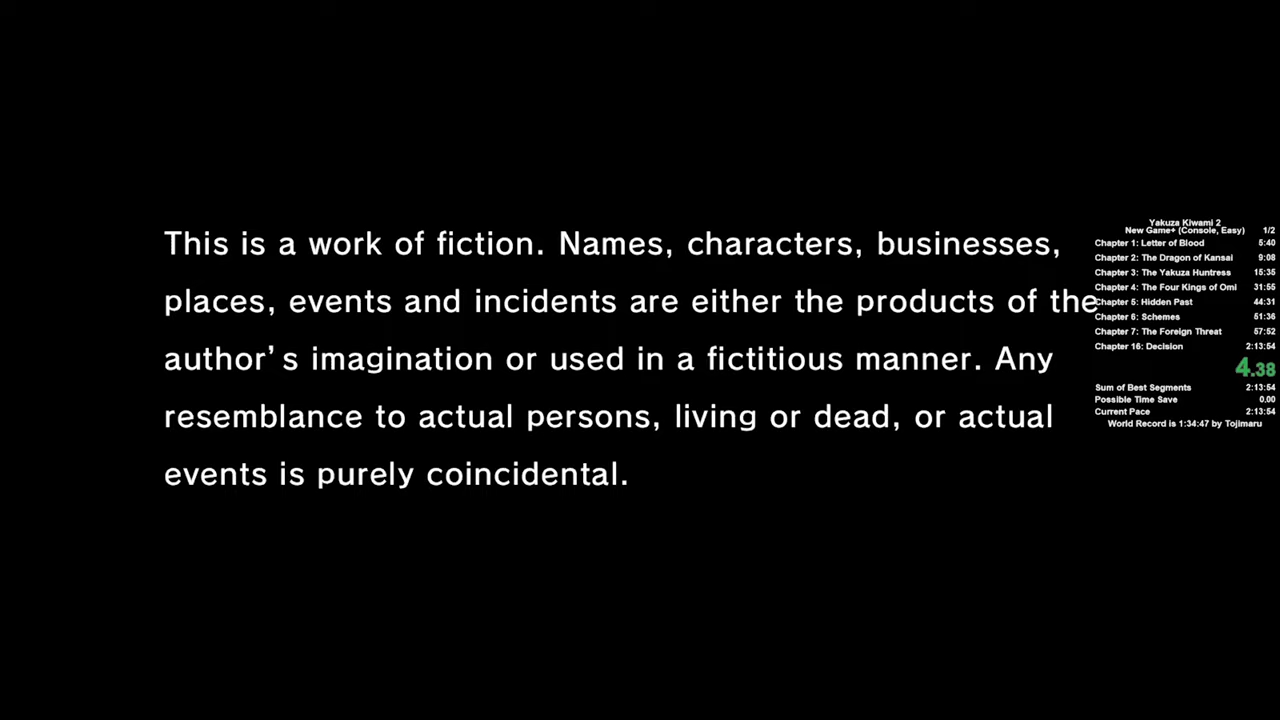 This is a work of fiction. Names, characters, businesses,
places, events and incidents are either the products of the
author's imagination or used in a fictitious manner. Any
resemblance to actual persons, living or dead, or actual
events is purely coincidental.
Yakuza Kiwami 2
New Game+ (Console, Easy) 1/2
Chapter 1: Letter of Blood 5:40
Chapter 2: The Dragon of Kansai 9:08
Chapter 3: The Yakuza Huntress 15:35
Chapter 4: The Four Kings of Omi 31:55
Chapter 5: Hidden Past 44:31
Chapter 6: Schemes 51:36
Chapter 7: The Foreign Threat 57:52
Chapter 16: Decision 2:13:54
4.38
Sum of Best Segments 2:13:54
Possible Time Save 0.00
Current Pace 2:13:54
World Record is 1:34:47 by Tojimaru